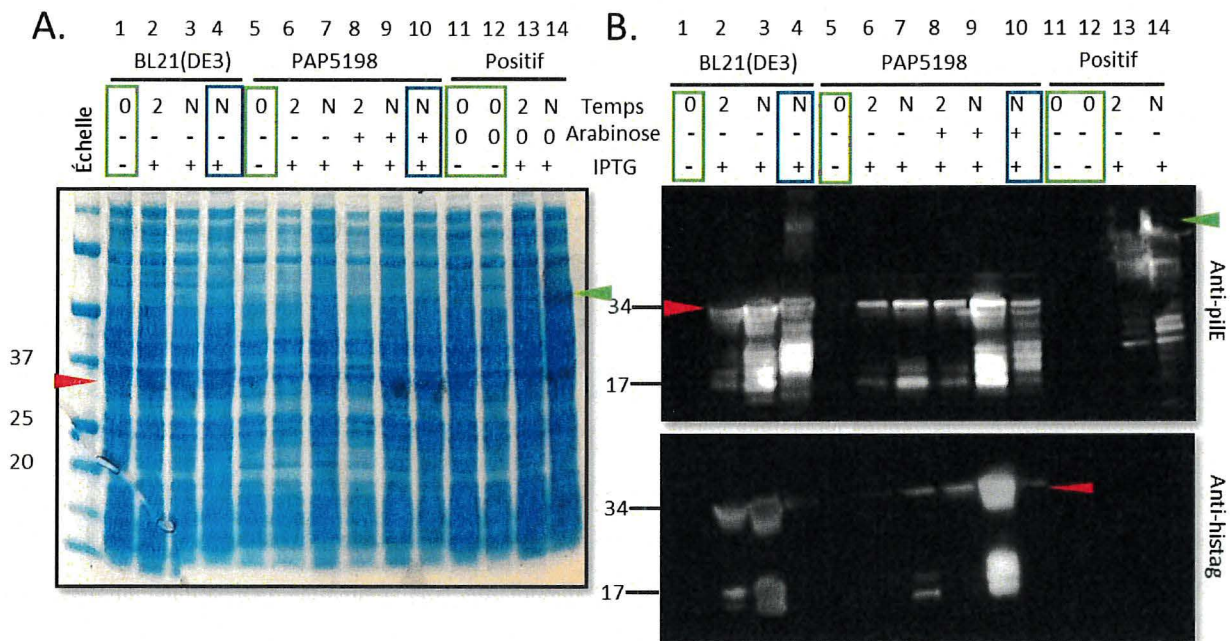 A.
1 2 3 4 5 6 7 8 9 10 11 12 13 14
BL21(DE3) PAP5198 Positif
Échelle
0 2 N N 0 2 N 2 N N 0 0 2 N Temps
- - - - - - - + + + 0 0 0 0 Arabinose
- + + + - + + + + + - - + + IPTG
37
25
20
B.
1 2 3 4 5 6 7 8 9 10 11 12 13 14
BL21(DE3) PAP5198 Positif
0 2 N N 0 2 N 2 N N 0 0 2 N
- - - - - - - + + + - - - -
- + + + - + + + + + - - + +
34
17
Anti-pilE
34
17
Anti-histag